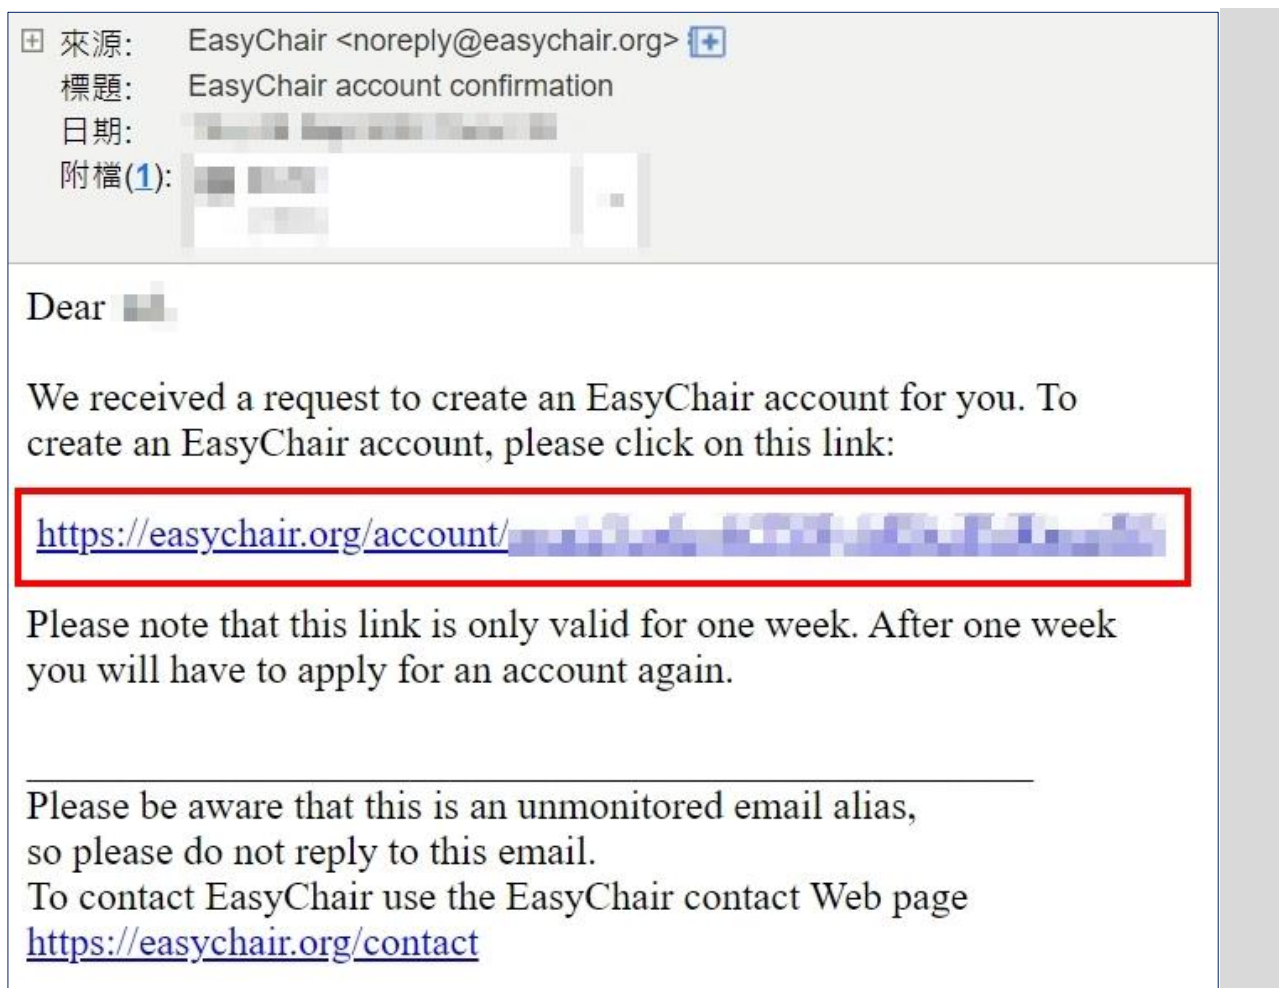 來源: EasyChair <noreply@easychair.org>
標題: EasyChair account confirmation
日期:
附檔(1):
Dear
We received a request to create an EasyChair account for you. To
create an EasyChair account, please click on this link:
https://easychair.org/account/
Please note that this link is only valid for one week. After one week
you will have to apply for an account again.
Please be aware that this is an unmonitored email alias,
so please do not reply to this email.
To contact EasyChair use the EasyChair contact Web page
https://easychair.org/contact